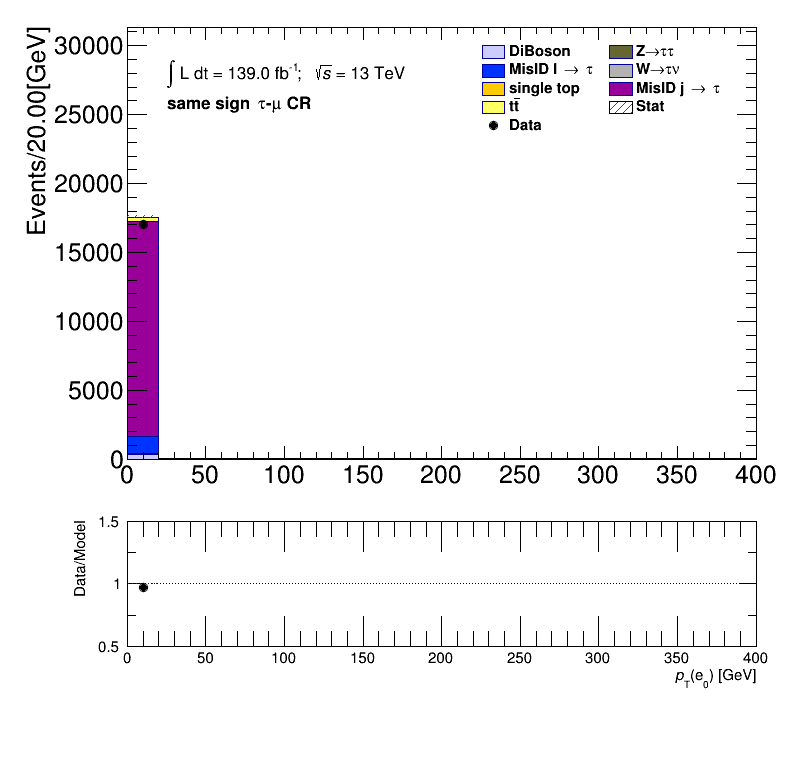 Events/20.00[GeV]
30000
25000
20000
15000
10000
5000
0
∫ L dt = 139.0 fb⁻¹; √s = 13 TeV
same sign τ-μ CR
DiBoson
Z→ττ
MisID l → τ
W→τν
single top
MisID j → τ
tt̄
Stat
Data
0 50 100 150 200 250 300 350 400
Data/Model
1.5
1
0.5
0 50 100 150 200 250 300 350 400
p_T(e_0) [GeV]